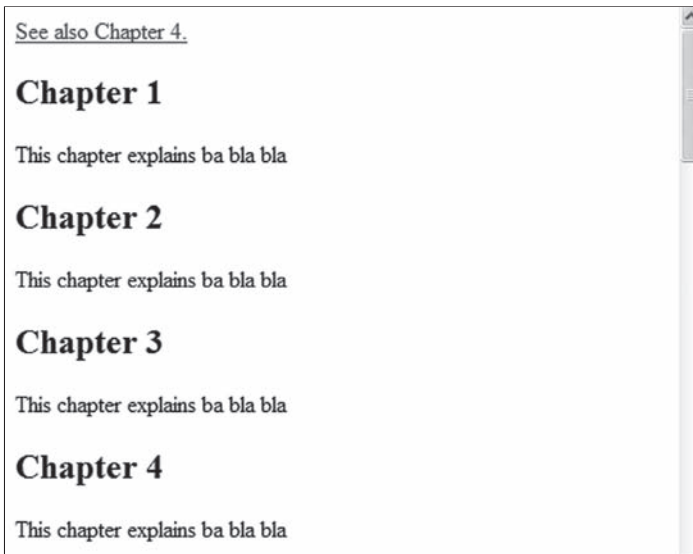 See also Chapter 4.
Chapter 1
This chapter explains ba bla bla
Chapter 2
This chapter explains ba bla bla
Chapter 3
This chapter explains ba bla bla
Chapter 4
This chapter explains ba bla bla